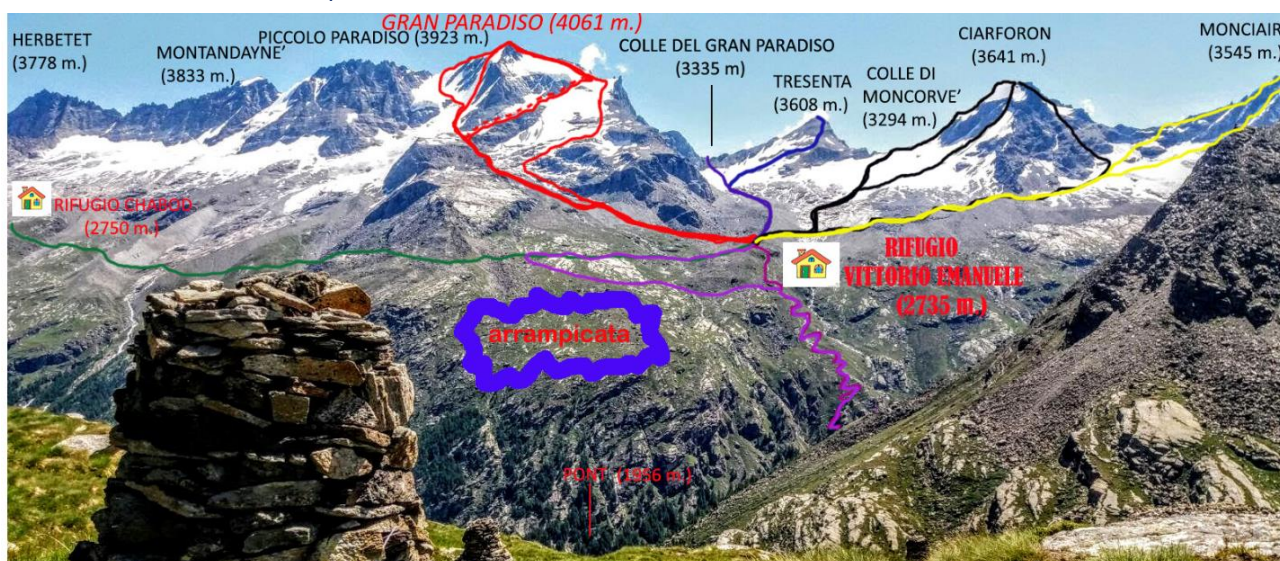 GRAN PARADISO (4061 m.)
HERBETET
(3778 m.)
MONTANDAYNE’
(3833 m.)
PICCOLO PARADISO (3923 m.)
COLLE DEL GRAN PARADISO
(3335 m)
TRESENTA
(3608 m.)
COLLE DI
MONCORVE’
(3294 m.)
CIARFORON
(3641 m.)
MONCIAIR
(3545 m.)
RIFUGIO CHABOD
(2750 m.)
RIFUGIO
VITTORIO EMANUELE
(2735 m.)
arrampicata
PONT (1956 m.)